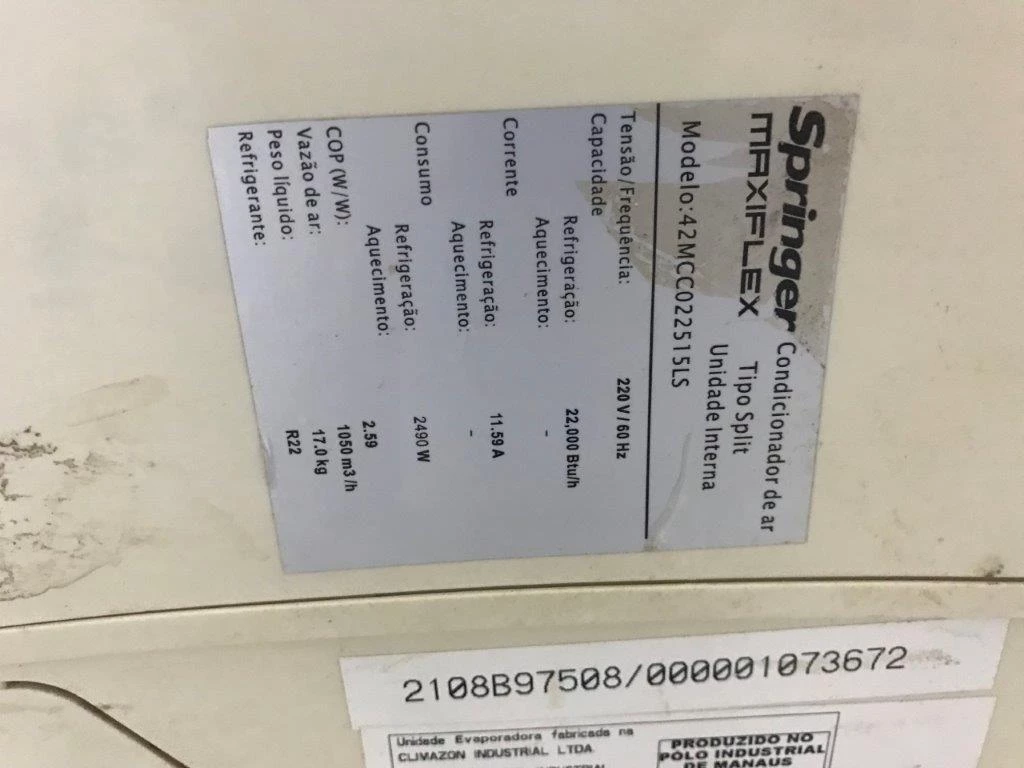 Springer Condicionador de ar
MAXIFLEX Tipo Split
Unidade Interna
Modelo:42MCC022515LS
Tensão/Frequência: 220 V / 60 Hz
Capacidade
Refrigeração: 22,000 Btu/h
Aquecimento: -
Corrente
Refrigeração: 11.59 A
Aquecimento: -
Consumo
Refrigeração: 2490 W
Aquecimento:
COP (W/W): 2.59
Vazão de ar: 1050 m3/h
Peso líquido: 17.0 kg
Refrigerante: R22
2108B97508/000001073672
Unidade Evaporadora fabricada na
CLIMAZON INDUSTRIAL LTDA
PRODUZIDO NO
PÓLO INDUSTRIAL
DE MANAUS